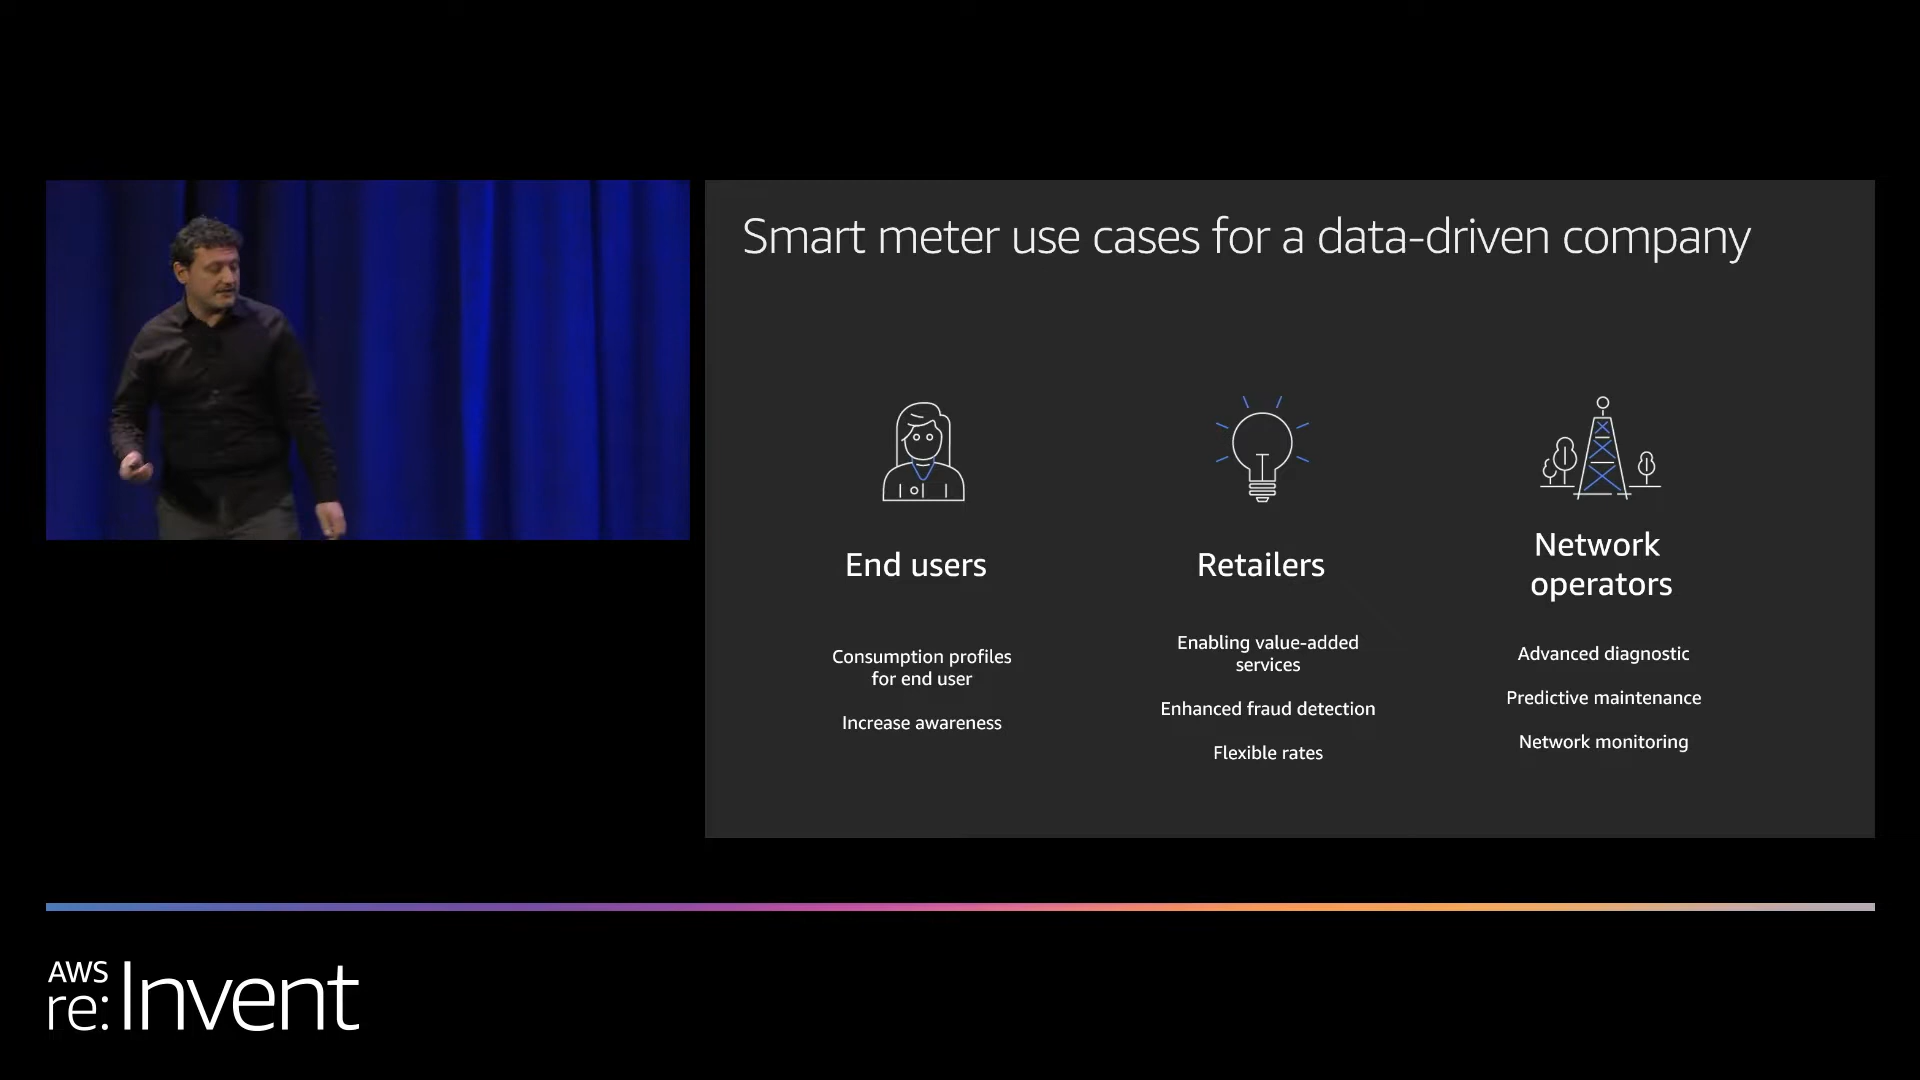 Smart meter use cases for a data-driven company
End users
Consumption profiles
for end user
Increase awareness
Retailers
Enabling value-added
services
Enhanced fraud detection
Flexible rates
Network
operators
Advanced diagnostic
Predictive maintenance
Network monitoring
AWS
re:Invent